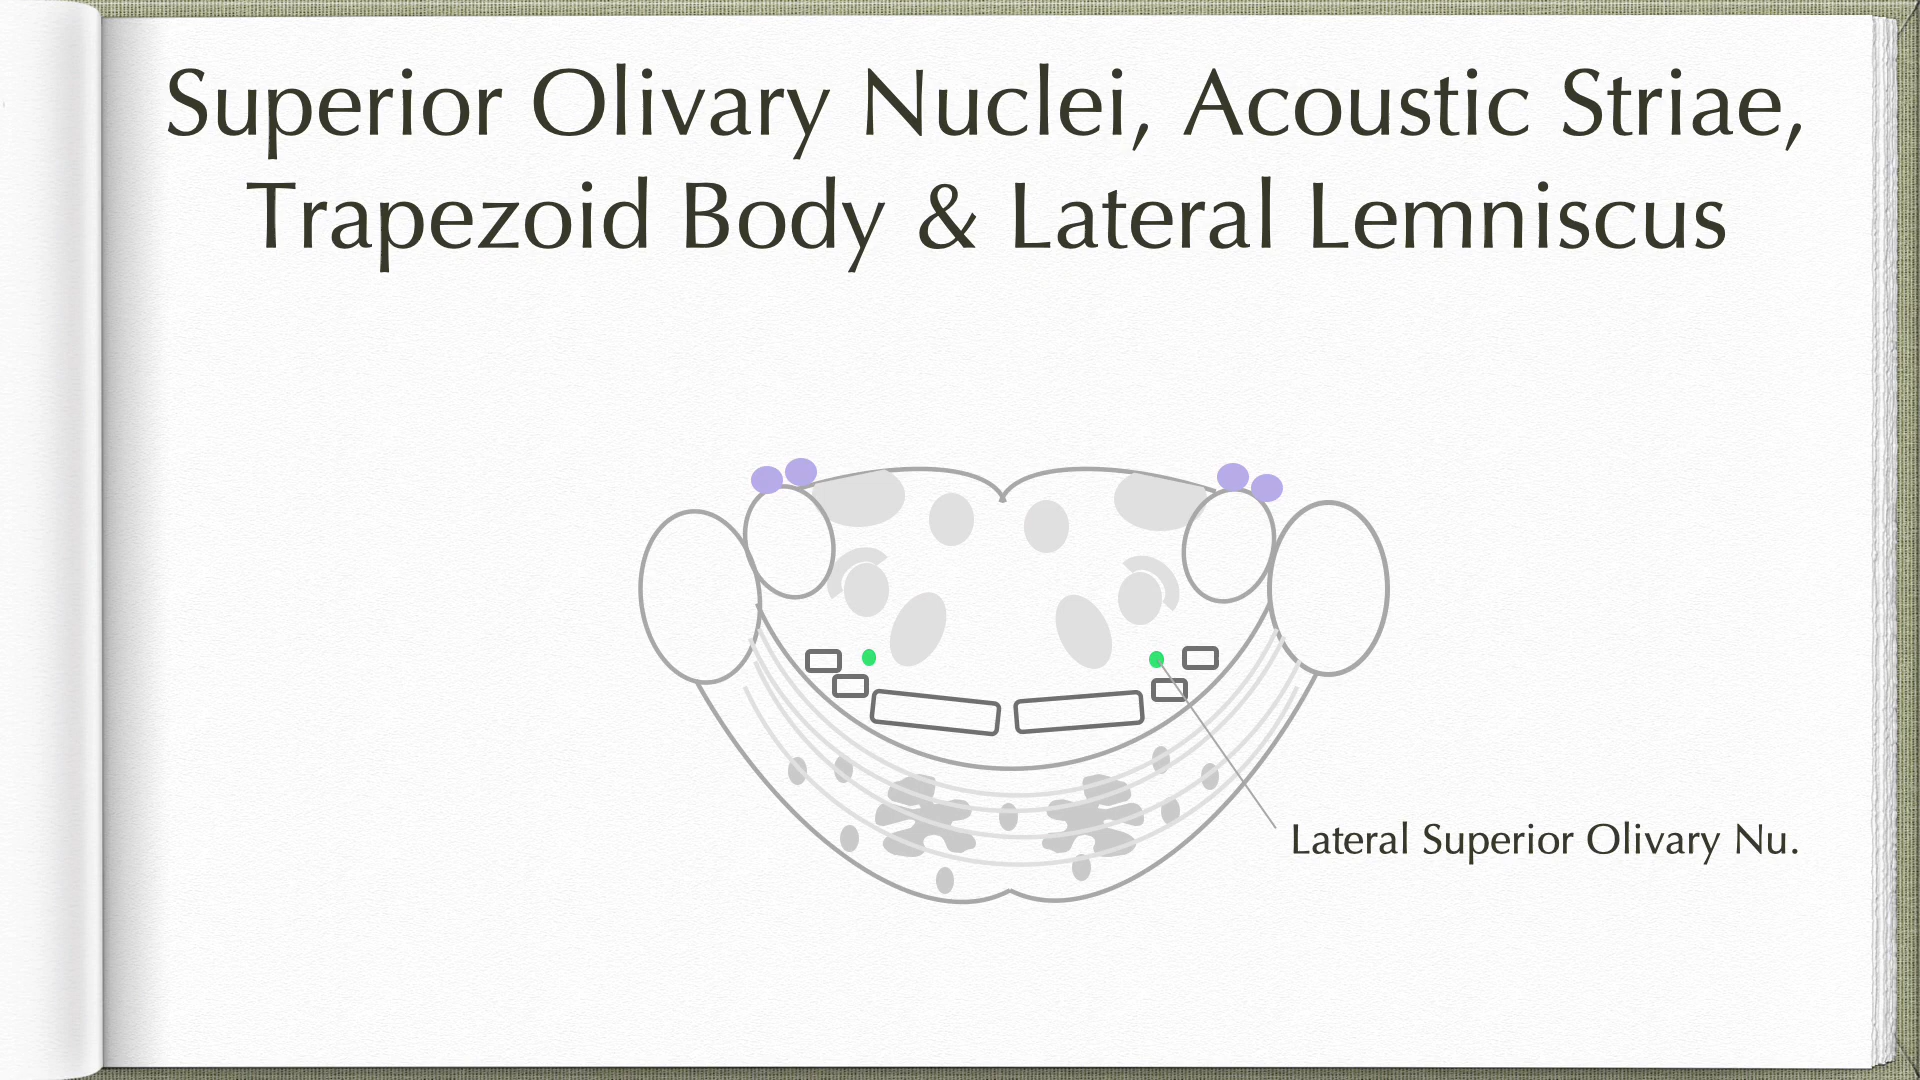 Superior Olivary Nuclei, Acoustic Striae,
Trapezoid Body & Lateral Lemniscus
Lateral Superior Olivary Nu.